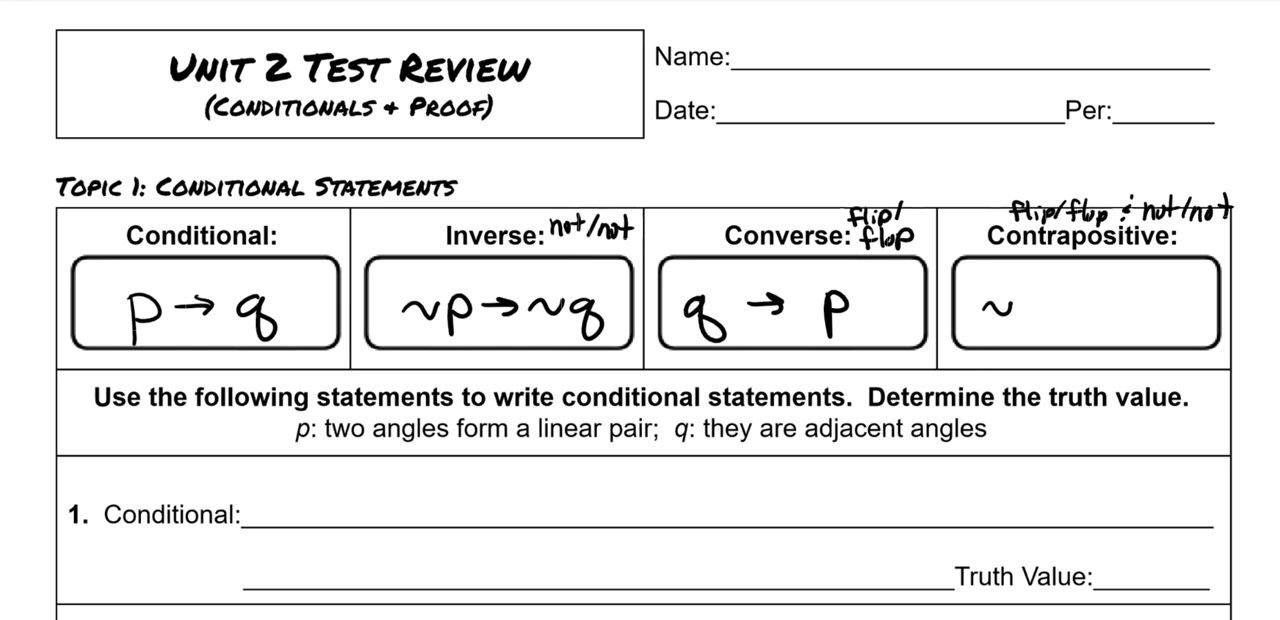 UNIT 2 TEST REVIEW
(CONDITIONALS + PROOF)
Name:
Date: Per:
TOPIC 1: CONDITIONAL STATEMENTS
Conditional:
p → q
Inverse: not/not
~p → ~q
Converse: flip/
flop
q → p
flip/flop & not/not
Contrapositive:
~
Use the following statements to write conditional statements. Determine the truth value.
p: two angles form a linear pair; q: they are adjacent angles
1. Conditional:
Truth Value: